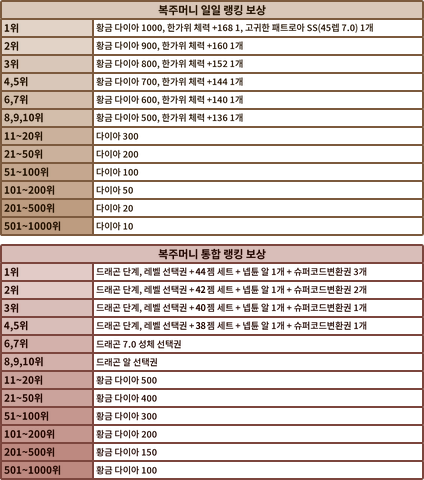 복주머니 일일 랭킹 보상
1위 황금 다이아 1000, 한가위 체력 +168 1, 고귀한 패트로아 SS(45렙 7.0) 1개
2위 황금 다이아 900, 한가위 체력 +160 1개
3위 황금 다이아 800, 한가위 체력 +152 1개
4,5위 황금 다이아 700, 한가위 체력 +144 1개
6,7위 황금 다이아 600, 한가위 체력 +140 1개
8,9,10위 황금 다이아 500, 한가위 체력 +136 1개
11~20위 다이아 300
21~50위 다이아 200
51~100위 다이아 100
101~200위 다이아 50
201~500위 다이아 20
501~1000위 다이아 10
복주머니 통합 랭킹 보상
1위 드래곤 단계, 레벨 선택권 + 44젬 세트 + 넵튠 알 1개 + 슈퍼코드변환권 3개
2위 드래곤 단계, 레벨 선택권 + 42젬 세트 + 넵튠 알 1개 + 슈퍼코드변환권 2개
3위 드래곤 단계, 레벨 선택권 + 40젬 세트 + 넵튠 알 1개 + 슈퍼코드변환권 1개
4,5위 드래곤 단계, 레벨 선택권 + 38젬 세트 + 넵튠 알 1개 + 슈퍼코드변환권 1개
6,7위 드래곤 7.0 성체 선택권
8,9,10위 드래곤 알 선택권
11~20위 황금 다이아 500
21~50위 황금 다이아 400
51~100위 황금 다이아 300
101~200위 황금 다이아 200
201~500위 황금 다이아 150
501~1000위 황금 다이아 100